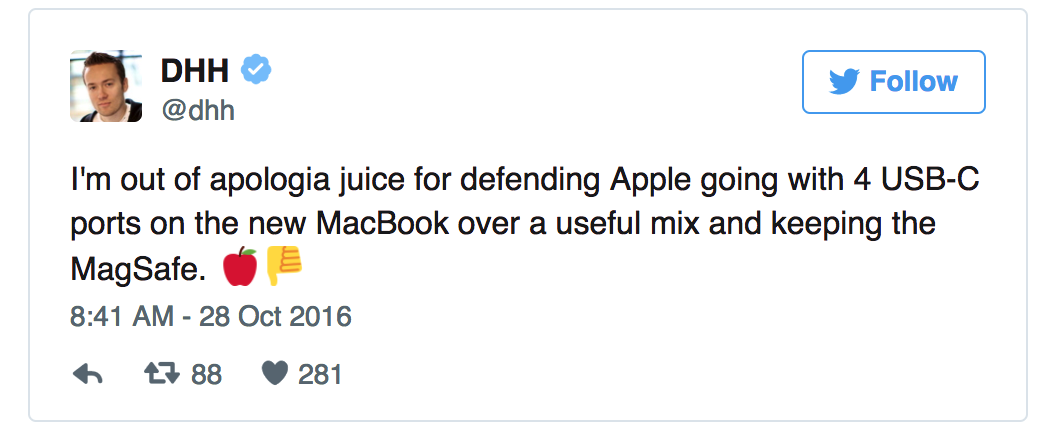 DHH
@dhh
Follow
I'm out of apologia juice for defending Apple going with 4 USB-C
ports on the new MacBook over a useful mix and keeping the
MagSafe. 🍎👎
8:41 AM - 28 Oct 2016
88 281